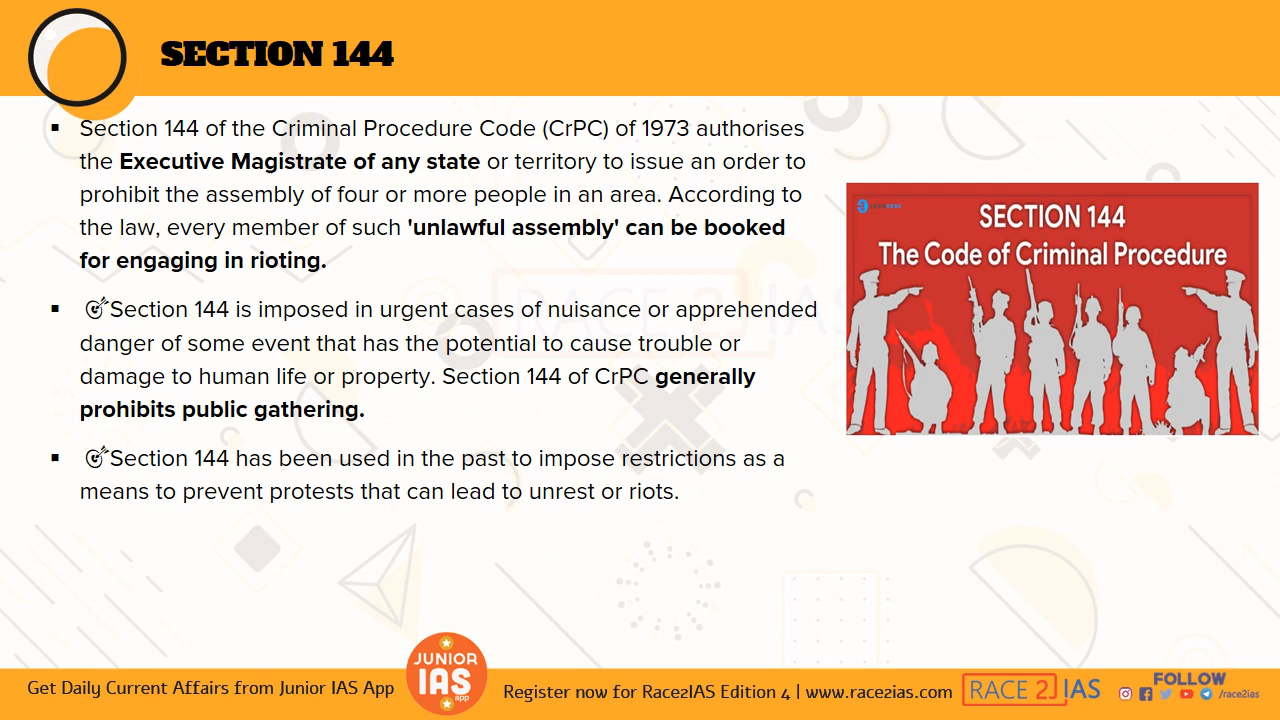 SECTION 144
Section 144 of the Criminal Procedure Code (CrPC) of 1973 authorises
the Executive Magistrate of any state or territory to issue an order to
prohibit the assembly of four or more people in an area. According to
the law, every member of such 'unlawful assembly' can be booked
for engaging in rioting.
Section 144 is imposed in urgent cases of nuisance or apprehended
danger of some event that has the potential to cause trouble or
damage to human life or property. Section 144 of CrPC generally
prohibits public gathering.
Section 144 has been used in the past to impose restrictions as a
means to prevent protests that can lead to unrest or riots.
SECTION 144
The Code of Criminal Procedure
RACE 2 IAS
Get Daily Current Affairs from Junior IAS App
JUNIOR
IAS
app
Register now for Race2IAS Edition 4 | www.race2ias.com
RACE 2 IAS
FOLLOW
/race2ias